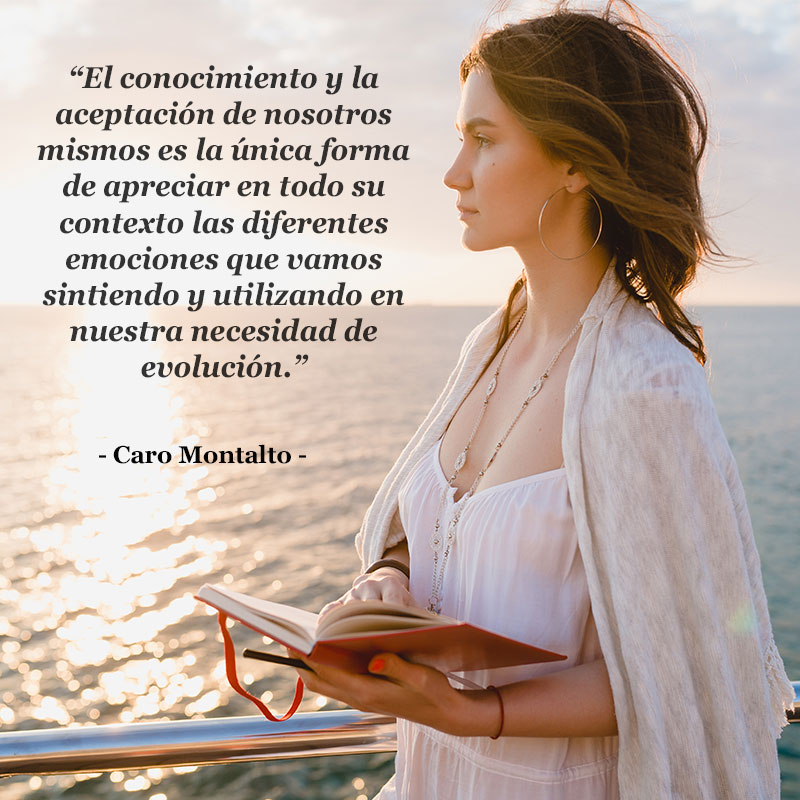 “El conocimiento y la
aceptación de nosotros
mismos es la única forma
de apreciar en todo su
contexto las diferentes
emociones que vamos
sintiendo y utilizando en
nuestra necesidad de
evolución.”
- Caro Montalto -